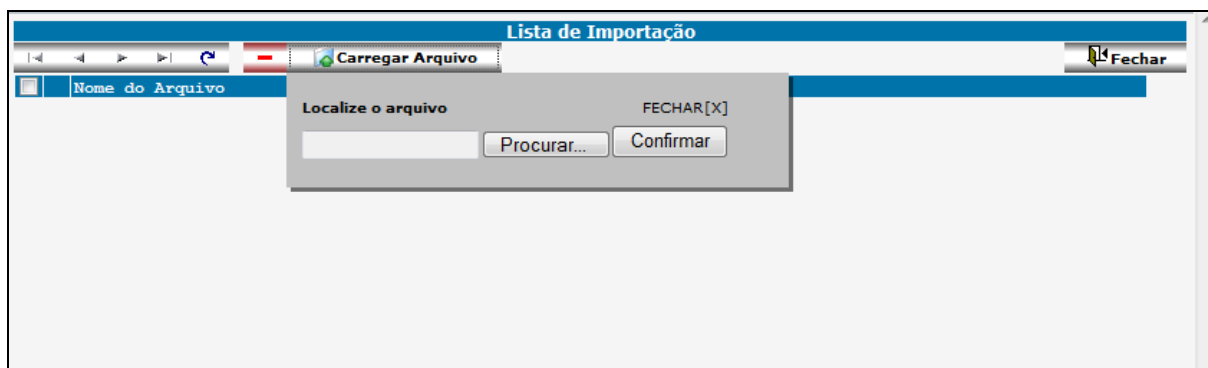 Lista de Importação
Carregar Arquivo Fechar
Nome do Arquivo
Localize o arquivo FECHAR[X]
Procurar... Confirmar